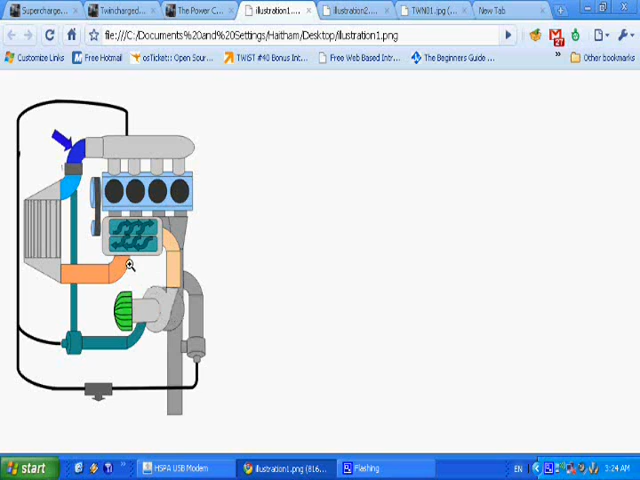 Supercharge...
Twincharged...
The Power C...
illustration1....
illustration2....
TWN01.jpg (...
New Tab
file:///C:/Documents%20and%20Settings/Haitham/Desktop/illustration1.png
27
Customize Links
Free Hotmail
osTicket:: Open Sour...
TWiST #40 Bonus Int...
Free Web Based Intr...
The Beginners Guide ...
Other bookmarks
start
HSPA USB Modem
illustration1.png (816...
Flashing
EN
3:24 AM